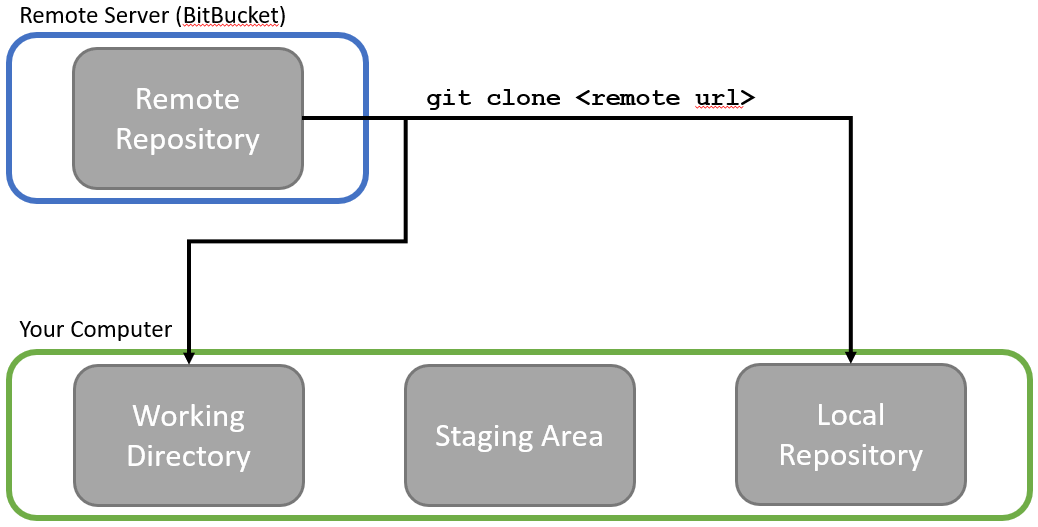 Remote Server (BitBucket)
Remote
Repository
git clone <remote url>
Your Computer
Working
Directory
Staging Area
Local
Repository